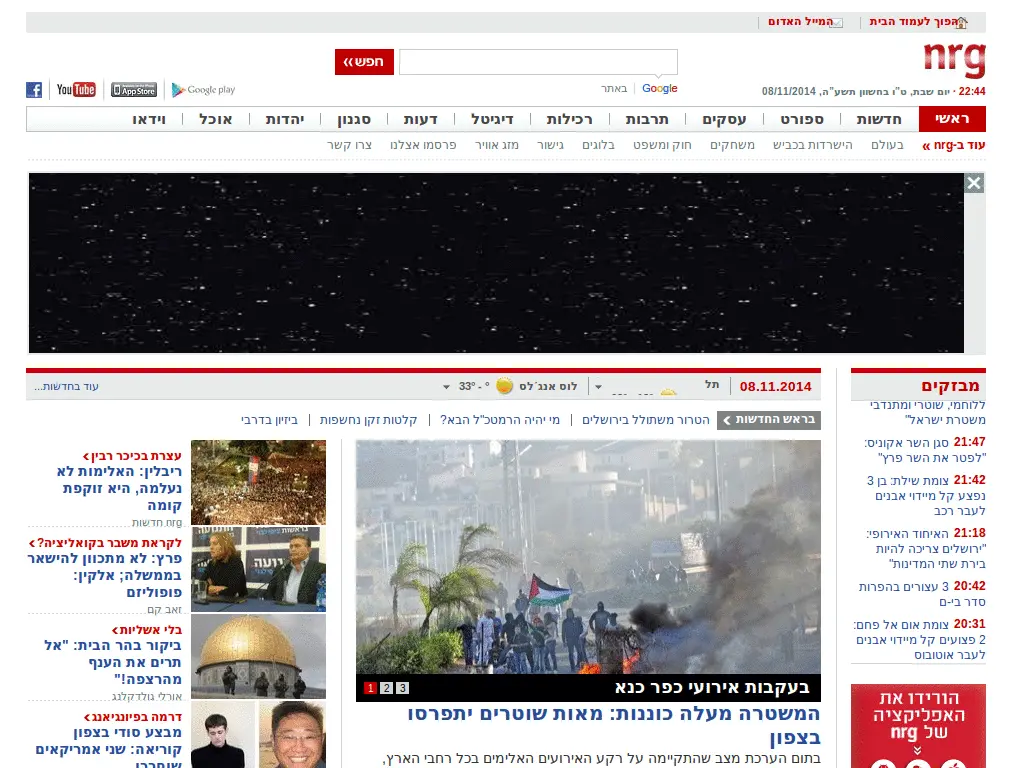 הפוך לעמוד הבית
המייל האדום
nrg
חפש
Google
באתר
22:44 · יום שבת, ט"ו בחשוון תשע"ה, 08/11/2014
YouTube
App Store
Google play
ראשי
חדשות
ספורט
עסקים
תרבות
רכילות
דיגיטל
דעות
סגנון
יהדות
אוכל
וידאו
עוד ב-nrg »
בעולם
הישרדות בכביש
משחקים
חוק ומשפט
בלוגים
גישור
מזג אוויר
פרסמו אצלנו
צרו קשר
מבזקים
ללוחמי, שוטרי ומתנדבי
משטרת ישראל"
21:47 סגן השר אקוניס:
"לפטר את השר פרץ"
21:42 צומת שילת: בן 3
נפצע קל מיידוי אבנים
לעבר רכב
21:18 האיחוד האירופי:
"ירושלים צריכה להיות
בירת שתי המדינות"
20:42 3 עצורים בהפרות
סדר בי-ם
20:31 צומת אום אל פחם:
2 פצועים קל מיידוי אבנים
לעבר אוטובוס
הורידו את
האפליקציה
של nrg
08.11.2014
תל
לוס אנג´לס
33° - °
עוד בחדשות...
בראש החדשות
הטרור משתולל בירושלים
מי יהיה הרמטכ"ל הבא?
קלטות זקן נחשפות
ביזיון בדרבי
בעקבות אירועי כפר כנא
1 2 3
המשטרה מעלה כוננות: מאות שוטרים יתפרסו
בצפון
בתום הערכת מצב שהתקיימה על רקע האירועים האלימים בכל רחבי הארץ,
עצרת בכיכר רבין
ריבלין: האלימות לא
נעלמה, היא זוקפת
קומה
nrg חדשות
לקראת משבר בקואליציה?
פרץ: לא מתכוון להישאר
בממשלה; אלקין:
פופוליזם
זאב קם
בלי אשליות
ביקור בהר הבית: "אל
תרים את הענף
מהרצפה!"
אורלי גולדקלנג
דרמה בפיונגיאנג
מבצע סודי בצפון
קוריאה: שני אמריקאים
שוחררו